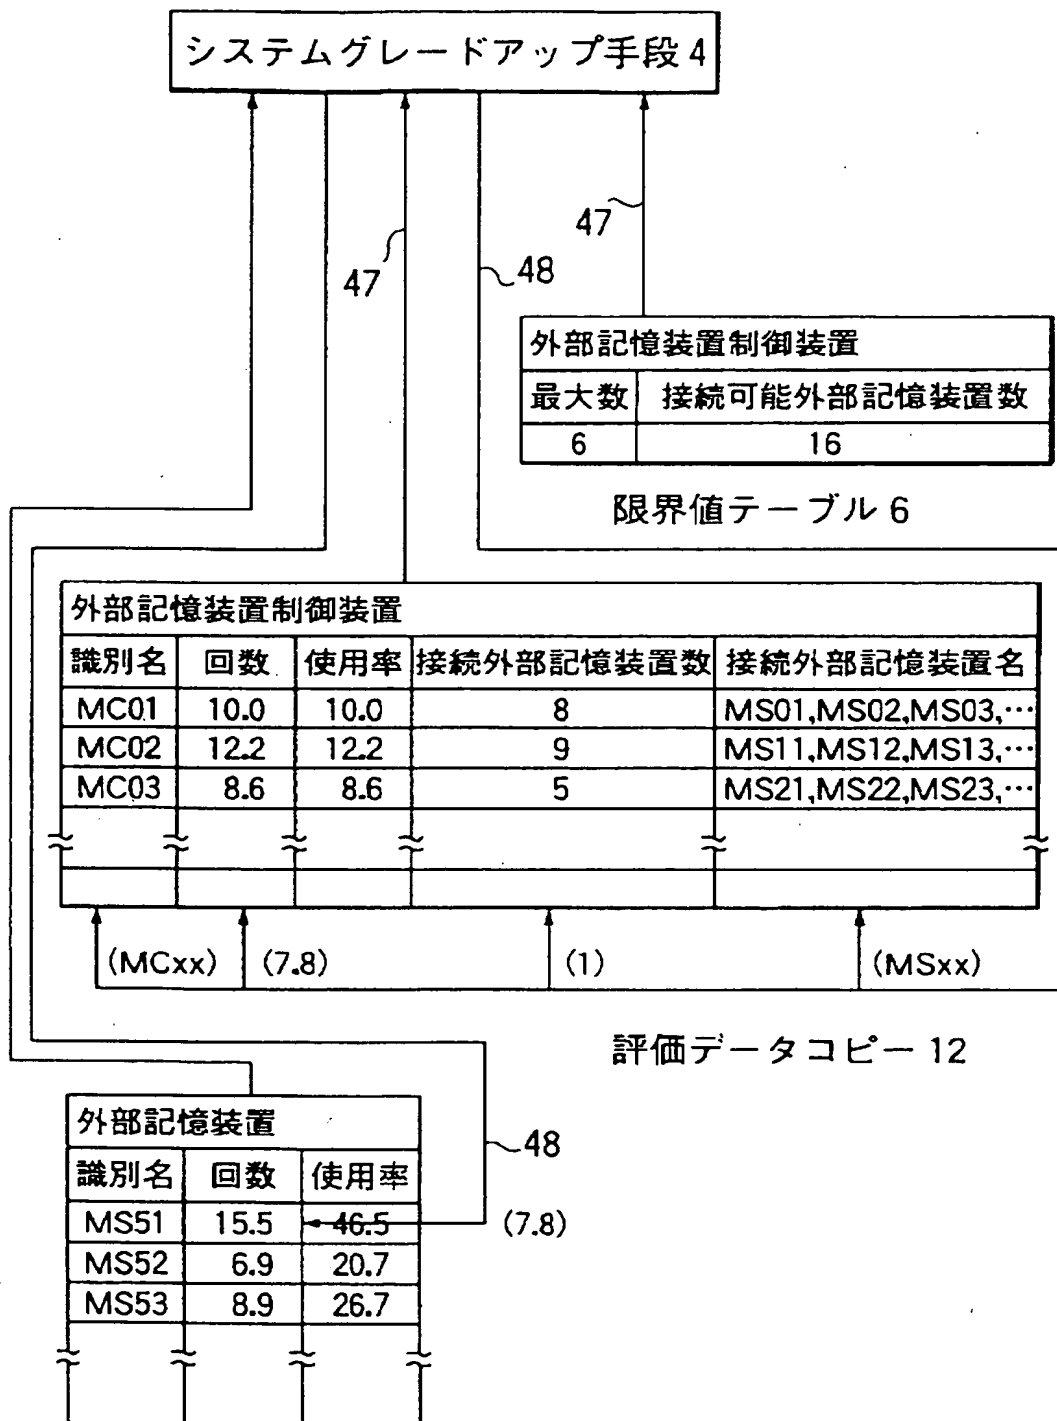 システムグレードアップ手段4
47
47
48
外部記憶装置制御装置
最大数 接続可能外部記憶装置数
6 16
限界値テーブル6
外部記憶装置制御装置
識別名 回数 使用率 接続外部記憶装置数 接続外部記憶装置名
MC01 10.0 10.0 8 MS01,MS02,MS03,…
MC02 12.2 12.2 9 MS11,MS12,MS13,…
MC03 8.6 8.6 5 MS21,MS22,MS23,…
(MCxx) (7.8) (1) (MSxx)
評価データコピー12
外部記憶装置
48
識別名 回数 使用率
MS51 15.5 46.5 (7.8)
MS52 6.9 20.7
MS53 8.9 26.7